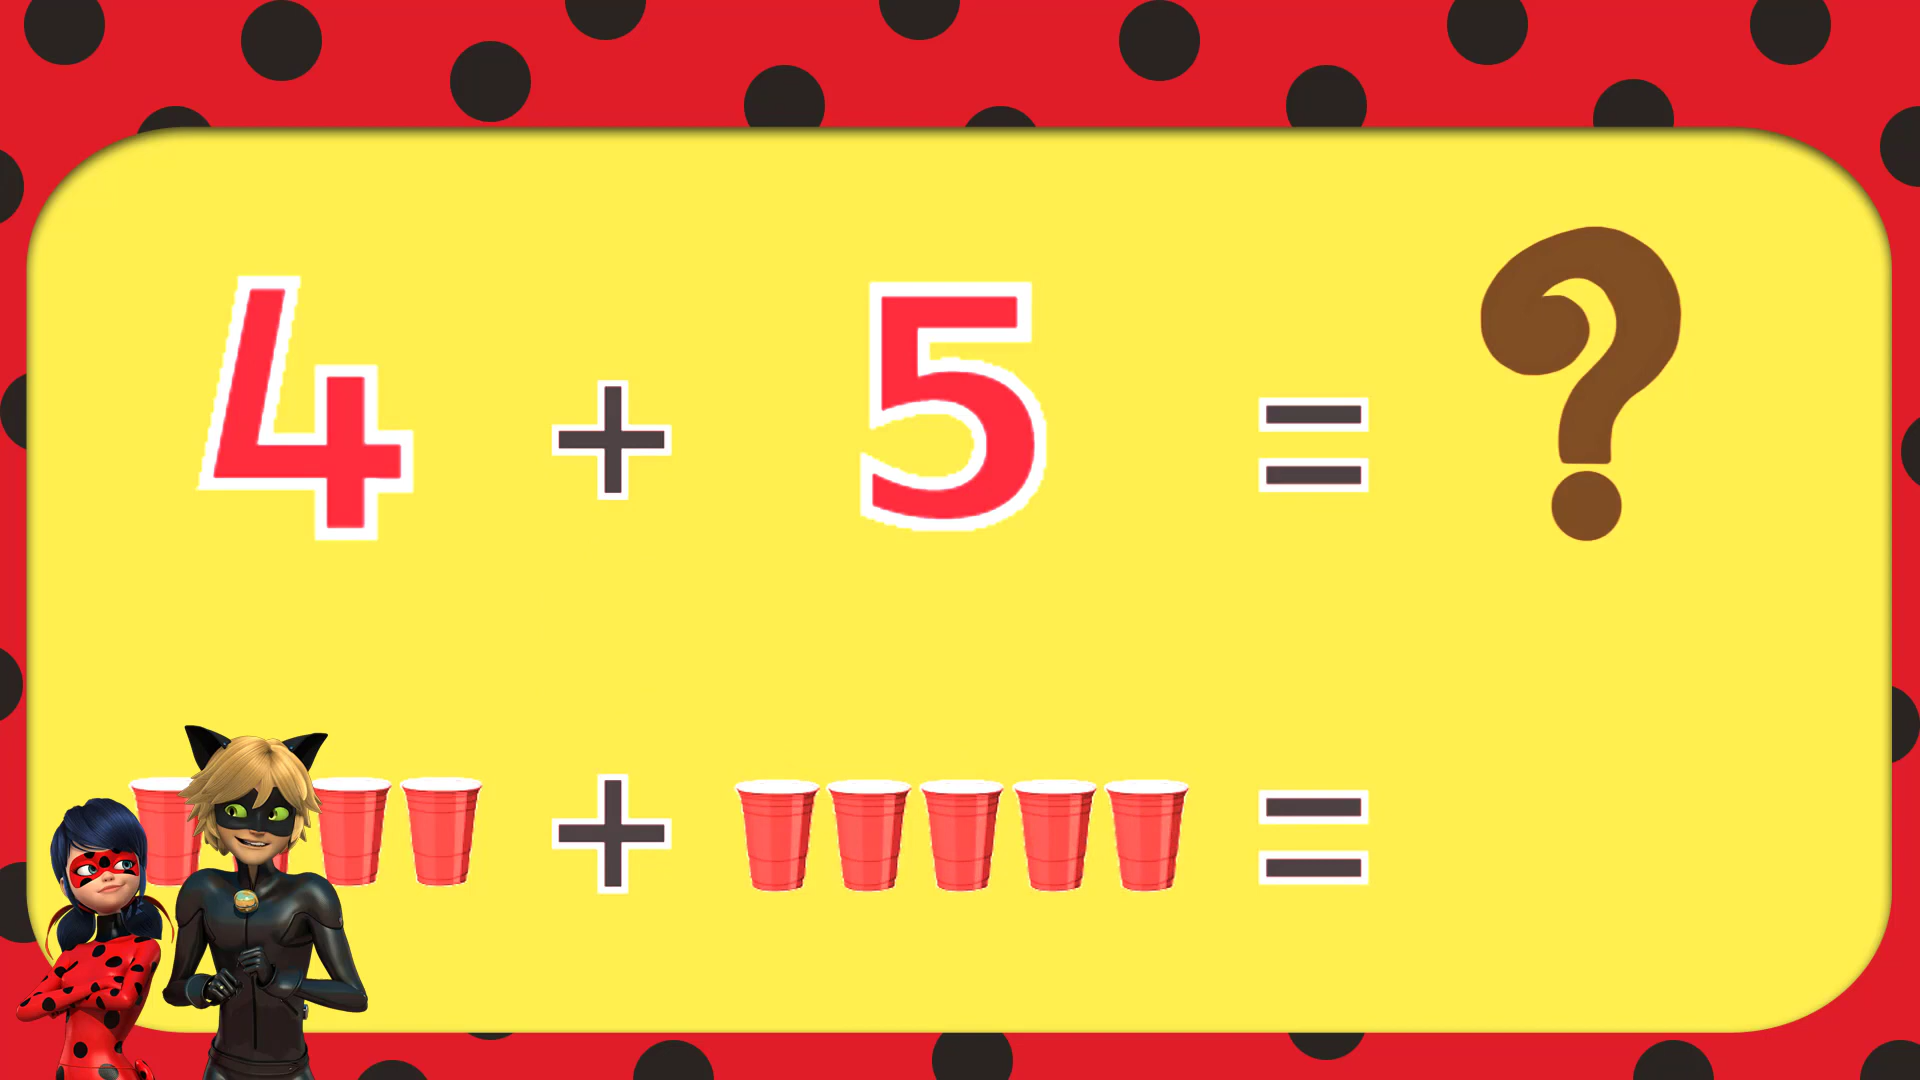 4 + 5 = ?
+ =